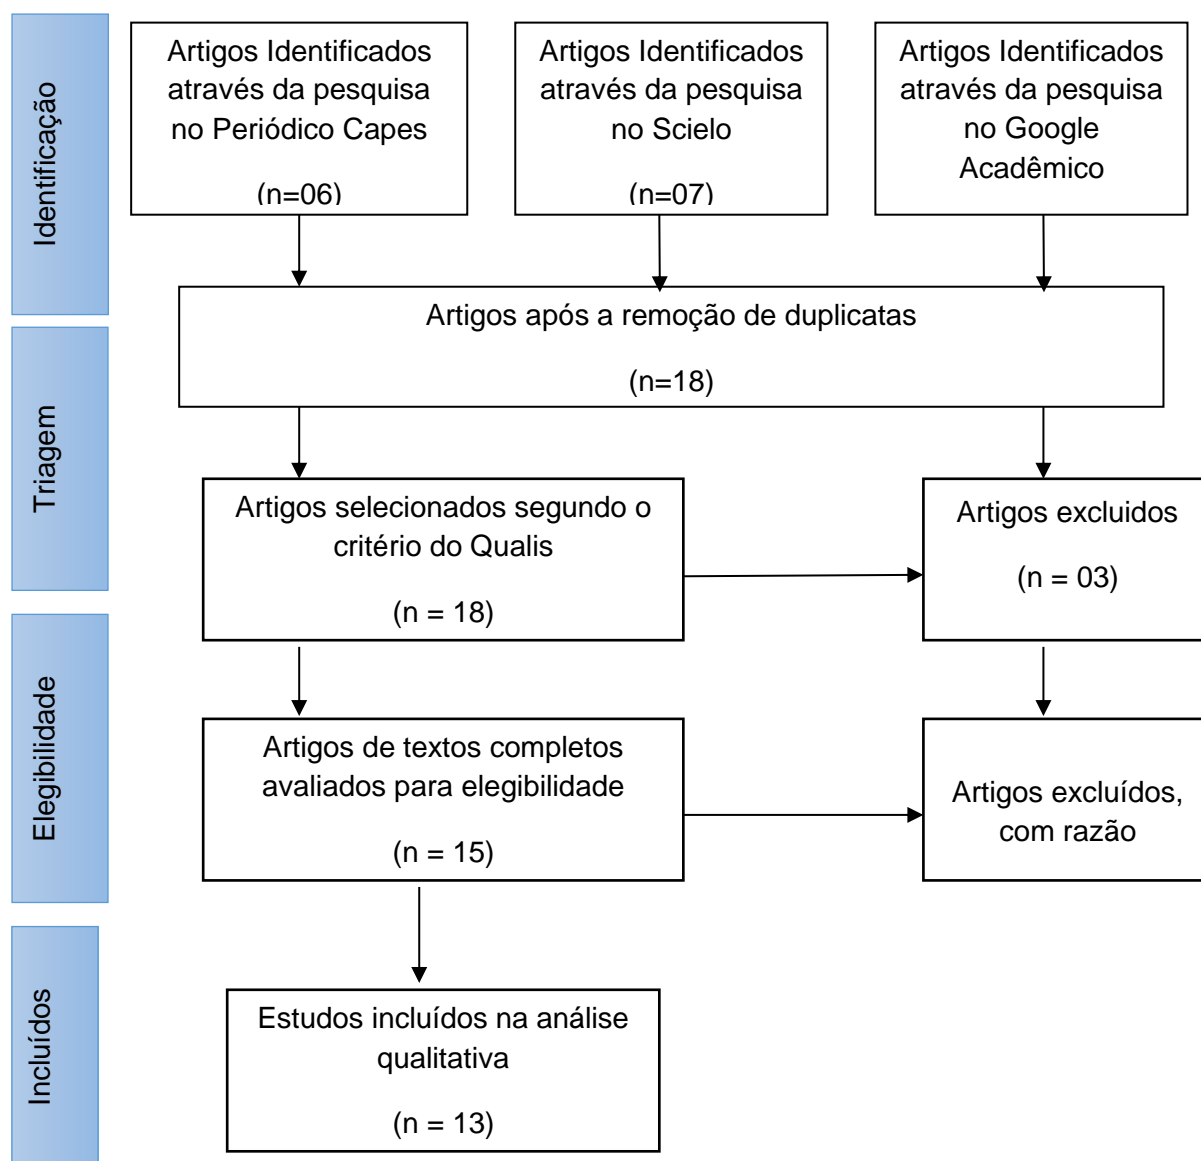 Identificação
Artigos Identificados
através da pesquisa
no Periódico Capes
(n=06)
Artigos Identificados
através da pesquisa
no Scielo
(n=07)
Artigos Identificados
através da pesquisa
no Google
Acadêmico
Artigos após a remoção de duplicatas
(n=18)
Triagem
Artigos selecionados segundo o
critério do Qualis
(n = 18)
Artigos excluidos
(n = 03)
Elegibilidade
Artigos de textos completos
avaliados para elegibilidade
(n = 15)
Artigos excluídos,
com razão
Incluídos
Estudos incluídos na análise
qualitativa
(n = 13)